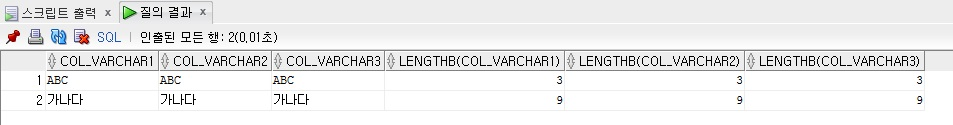 스크립트 출력 × 질의 결과 ×
SQL | 인출된 모든 행: 2(0,01초)
COL_VARCHAR1 COL_VARCHAR2 COL_VARCHAR3 LENGTHB(COL_VARCHAR1) LENGTHB(COL_VARCHAR2) LENGTHB(COL_VARCHAR3)
1 ABC ABC ABC 3 3 3
2 가나다 가나다 가나다 9 9 9